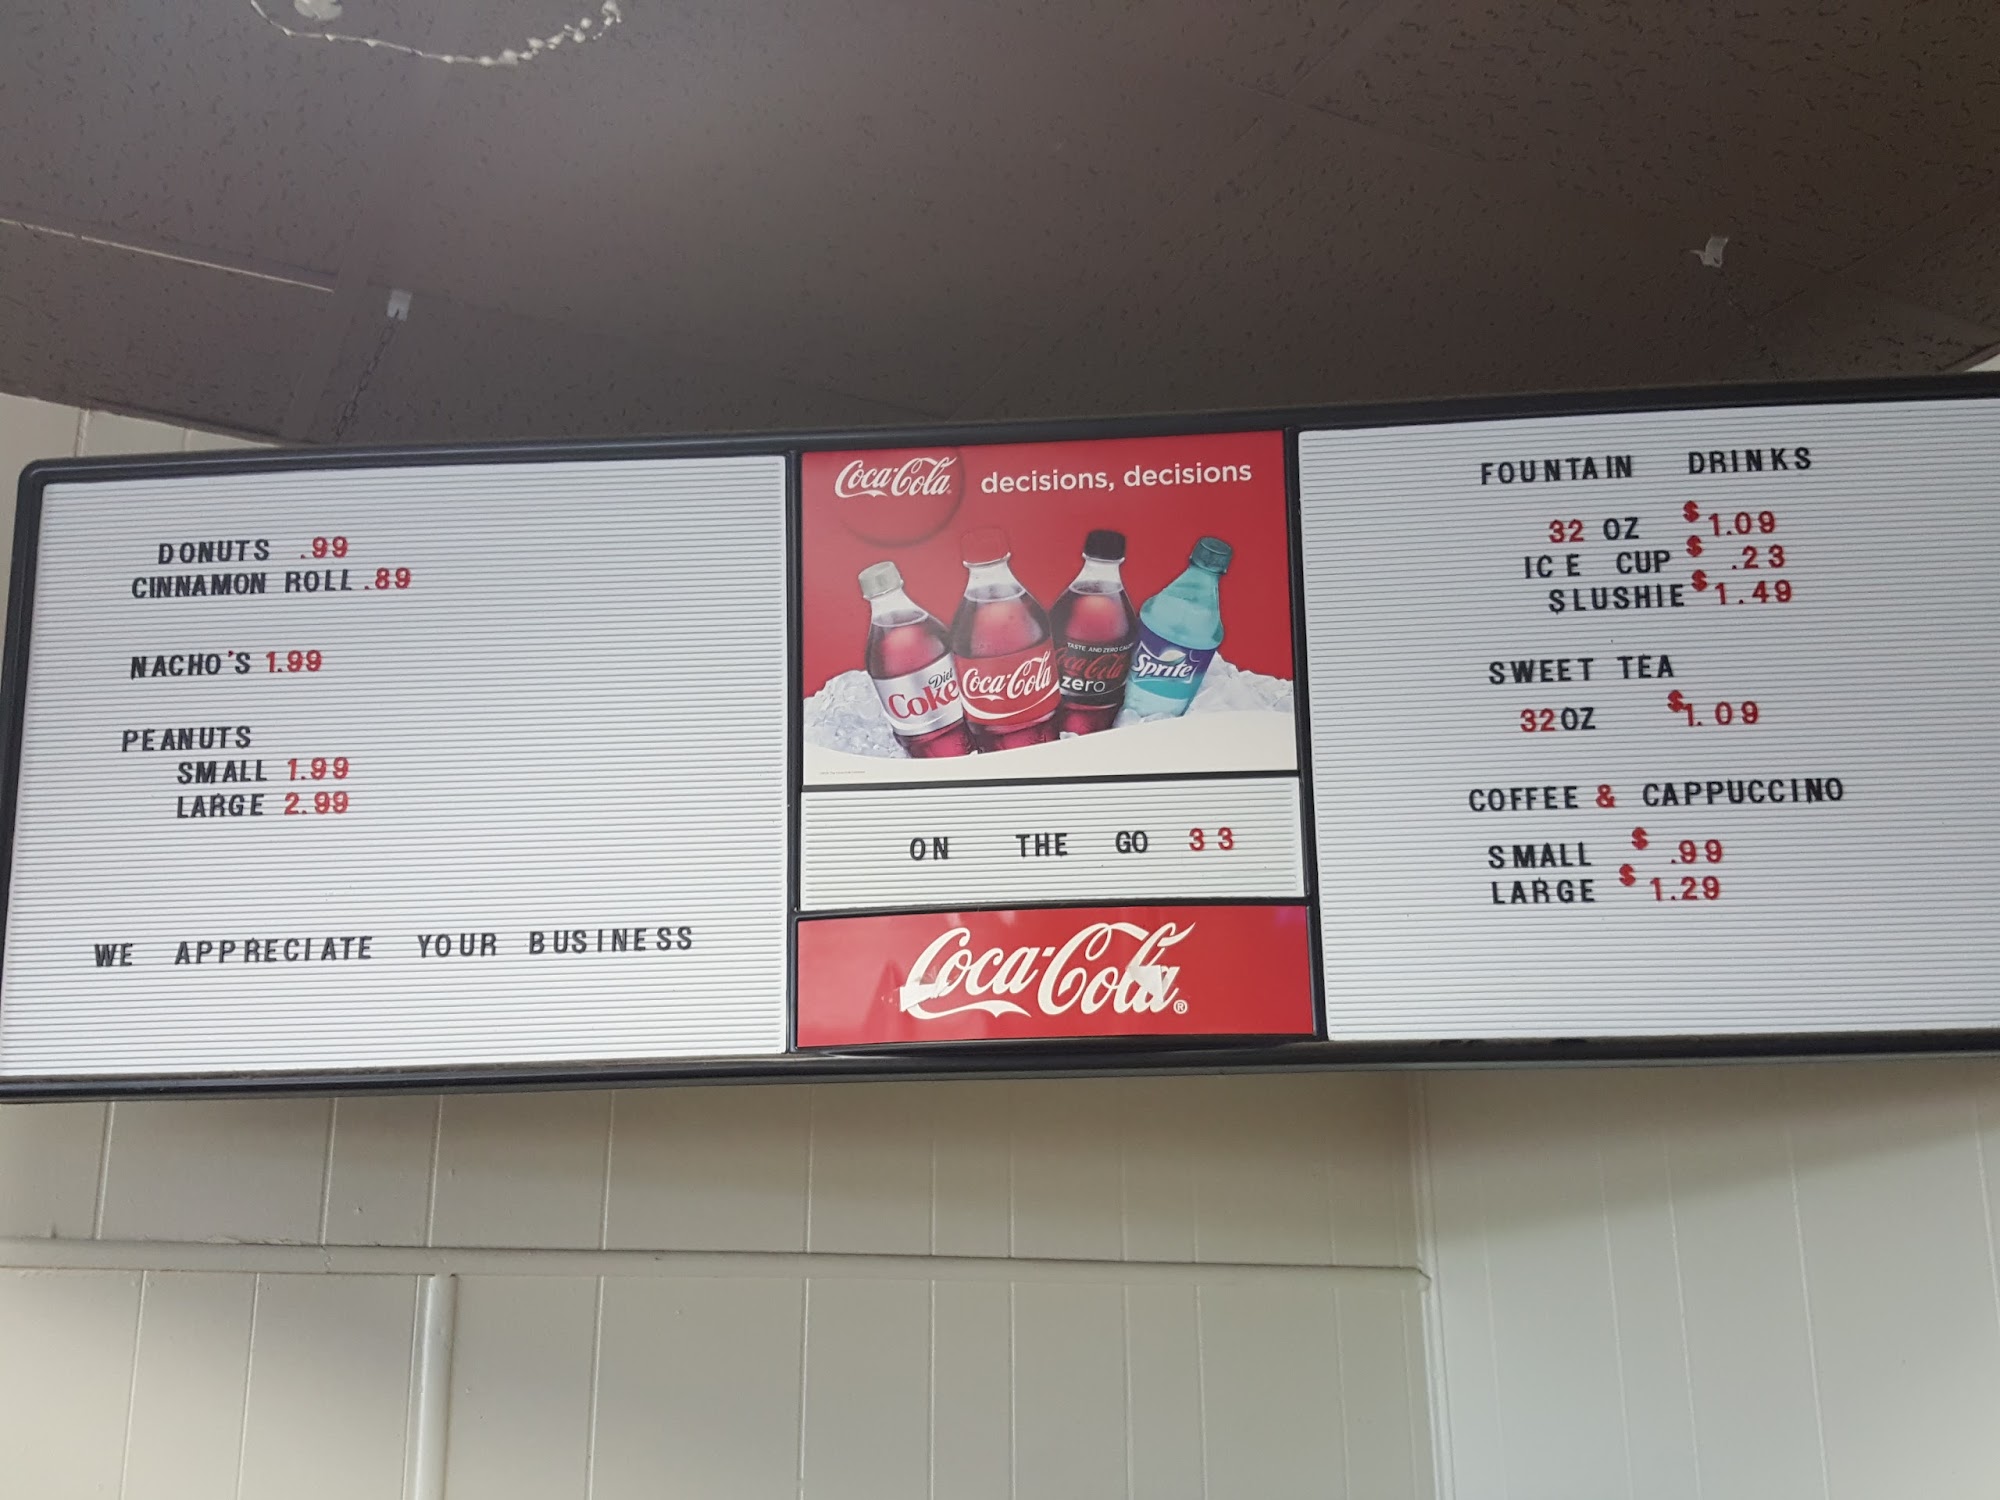 DONUTS .99
CINNAMON ROLL .89
NACHO'S 1.99
PEANUTS
SMALL 1.99
LARGE 2.99
WE APPRECIATE YOUR BUSINESS
Coca-Cola decisions, decisions
Diet Coke
Coca-Cola
TASTE AND ZERO
Coca-Cola zero
Sprite
ON THE GO 33
Coca-Cola®
FOUNTAIN DRINKS
32 OZ $1.09
ICE CUP $.23
SLUSHIE $1.49
SWEET TEA
32OZ $1.09
COFFEE & CAPPUCCINO
SMALL $.99
LARGE $1.29